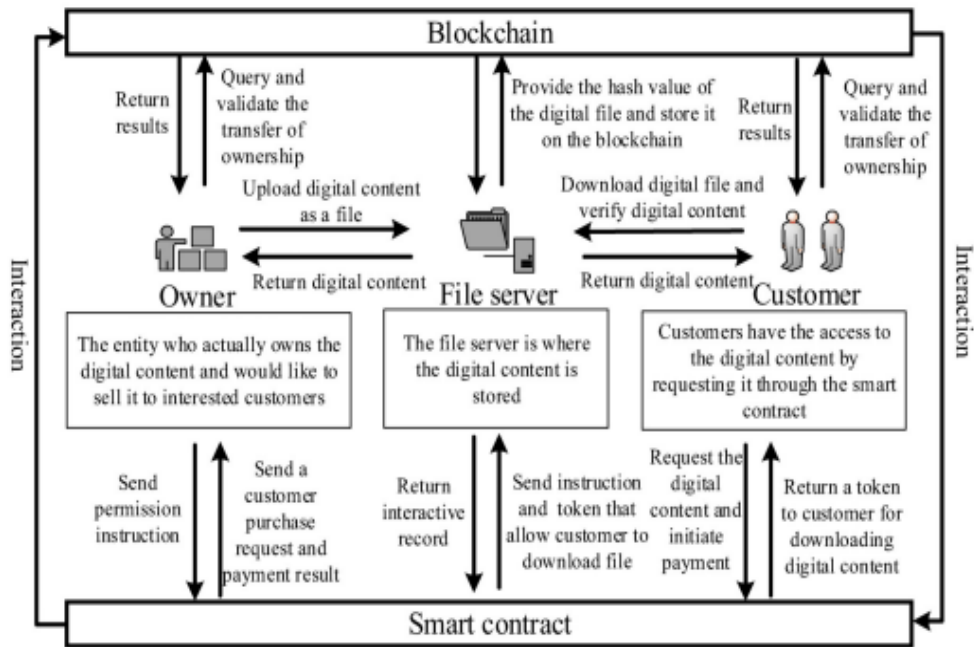 Blockchain
Return
results
Query and
validate the
transfer of
ownership
Provide the hash value of
the digital file and store it
on the blockchain
Return
results
Query and
validate the
transfer of
ownership
Upload digital content
as a file
Download digital file and
verify digital content
Return digital content
Return digital content
Owner
File server
Customer
Interaction
Interaction
The entity who actually owns the
digital content and would like to
sell it to interested customers
The file server is where
the digital content is
stored
Customers have the access to
the digital content by
requesting it through the smart
contract
Send
permission
instruction
Send a
customer
purchase
request and
payment result
Return
interactive
record
Send instruction
and token that
allow customer to
download file
Request the
digital
content and
initiate
payment
Return a token
to customer for
downloading
digital content
Smart contract